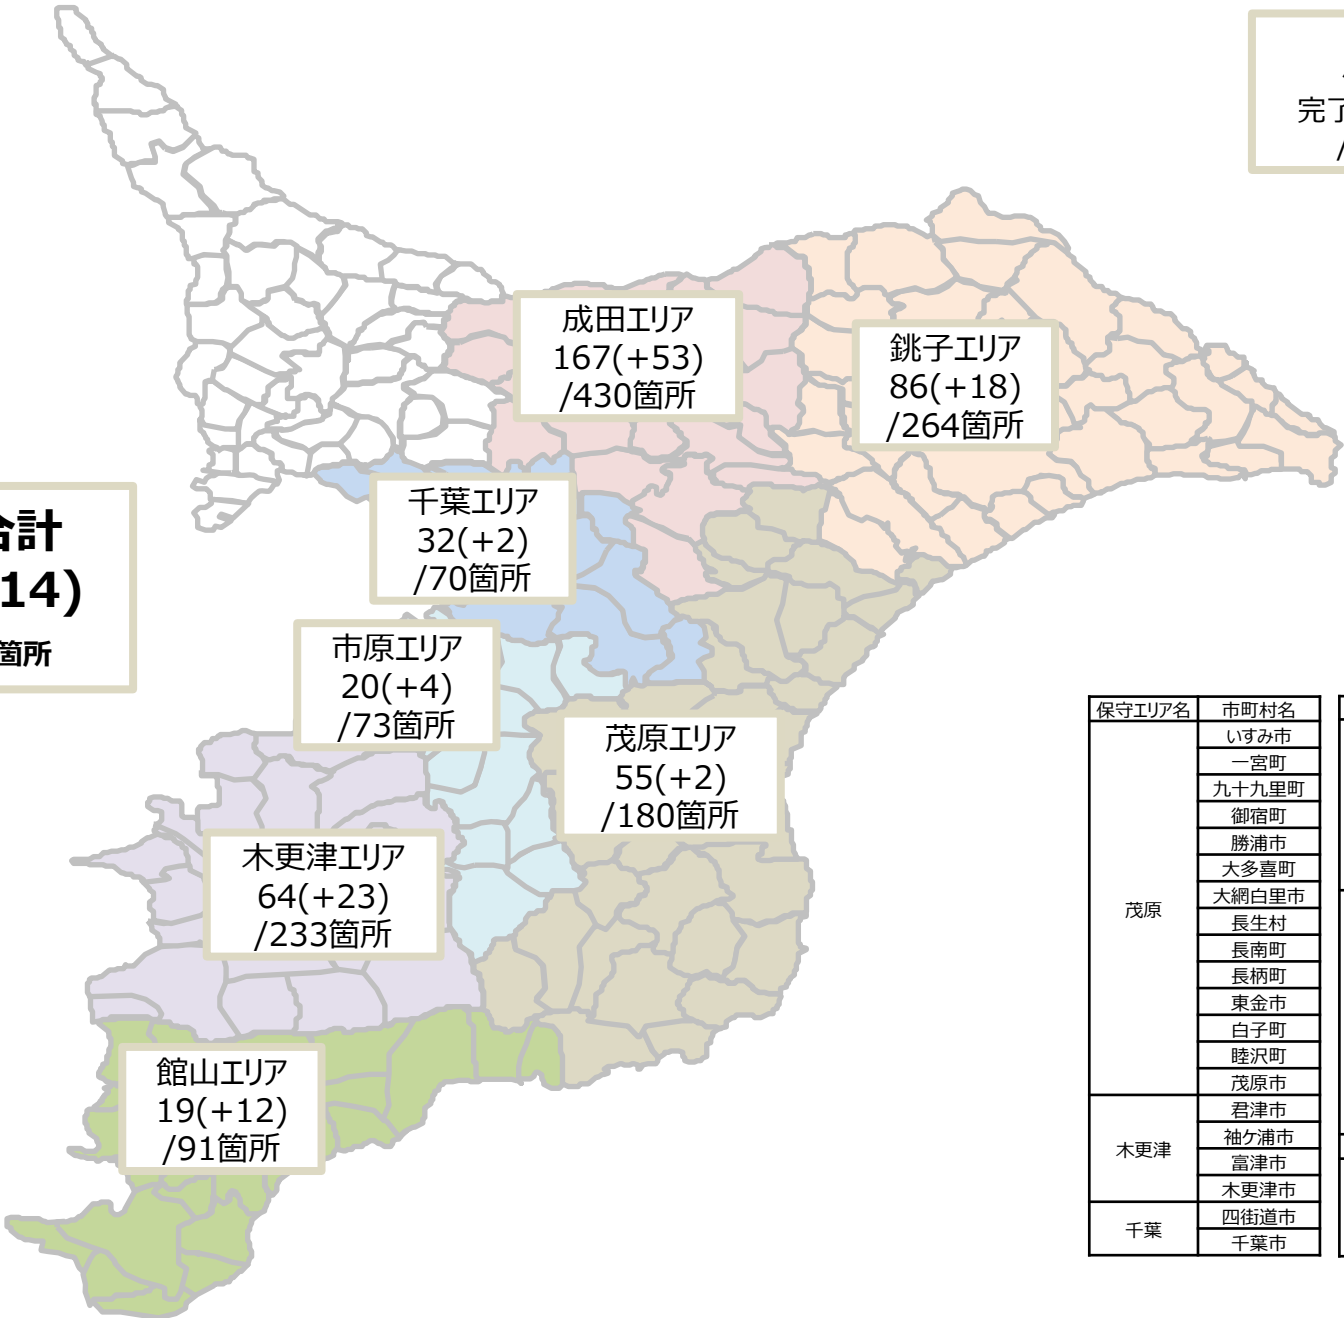 完了
成田エリア
167(+53)
/430箇所
銚子エリア
86(+18)
/264箇所
千葉エリア
32(+2)
/70箇所
合計
14)
箇所
市原エリア
20(+4)
/73箇所
茂原エリア
55(+2)
/180箇所
木更津エリア
64(+23)
/233箇所
館山エリア
19(+12)
/91箇所
保守エリア名 市町村名
茂原
いすみ市
一宮町
九十九里町
御宿町
勝浦市
大多喜町
大網白里市
長生村
長南町
長柄町
東金市
白子町
睦沢町
茂原市
木更津
君津市
袖ケ浦市
富津市
木更津市
千葉
四街道市
千葉市